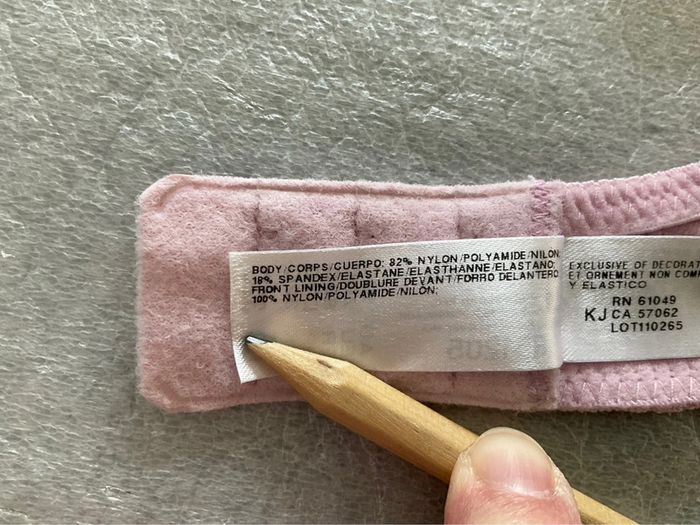 BODY/CORPS/CUERPO: 82% NYLON/POLYAMIDE/NILON
18% SPANDEX/ELASTANE/ELASTHANNE/ELASTANO
FRONT LINING/DOUBLURE DEVANT/FORRO DELANTERO
100% NYLON/POLYAMIDE/NILON:
EXCLUSIVE OF DECORAT
ET ORNEMENT NON COM
Y ELASTICO
RN 61049
KJ CA 57062
LOT110265